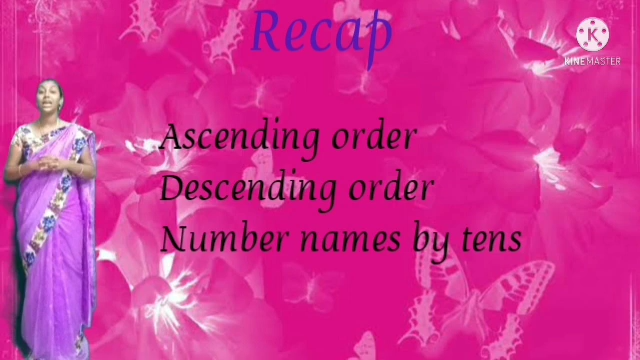 Recap
K
KINEMASTER
Ascending order
Descending order
Number names by tens